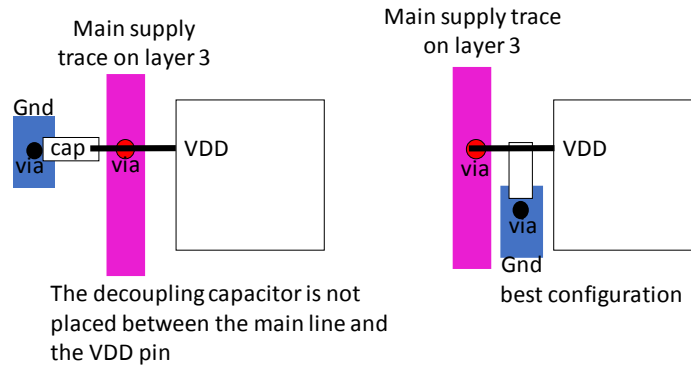 Main supply
trace on layer 3
Gnd
cap
via
via
VDD
The decoupling capacitor is not
placed between the main line and
the VDD pin
Main supply trace
on layer 3
VDD
via
via
Gnd
best configuration